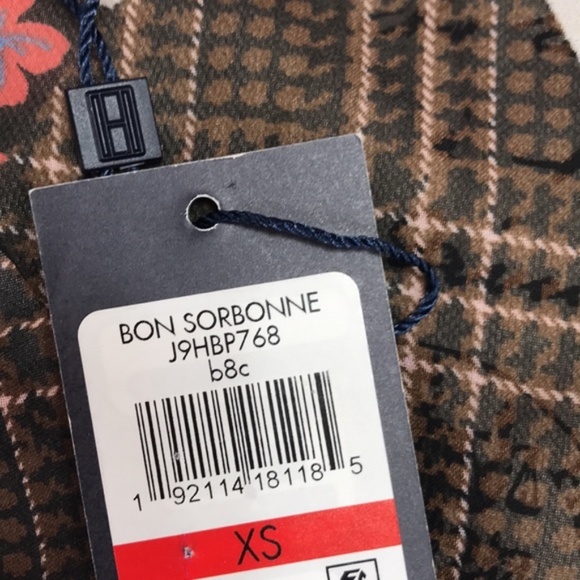 H
BON SORBONNE
J9HBP768
b8c
1 92114 18118 5
XS